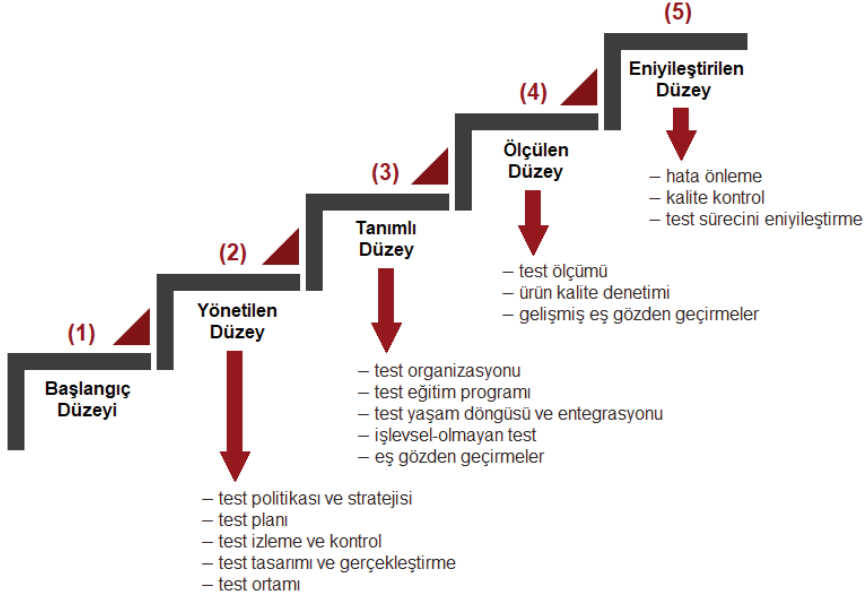 (1)
Başlangıç
Düzeyi
(2)
Yönetilen
Düzey
– test politikası ve stratejisi
– test planı
– test izleme ve kontrol
– test tasarımı ve gerçekleştirme
– test ortamı
(3)
Tanımlı
Düzey
– test organizasyonu
– test eğitim programı
– test yaşam döngüsü ve entegrasyonu
– işlevsel-olmayan test
– eş gözden geçirmeler
(4)
Ölçülen
Düzey
– test ölçümü
– ürün kalite denetimi
– gelişmiş eş gözden geçirmeler
(5)
Eniyileştirilen
Düzey
– hata önleme
– kalite kontrol
– test sürecini eniyileştirme